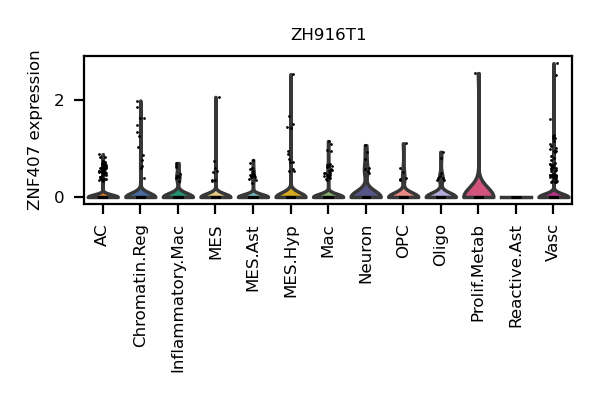 ZH916T1
ZNF407 expression
2
0
AC
Chromatin.Reg
Inflammatory.Mac
MES
MES.Ast
MES.Hyp
Mac
Neuron
OPC
Oligo
Prolif.Metab
Reactive.Ast
Vasc